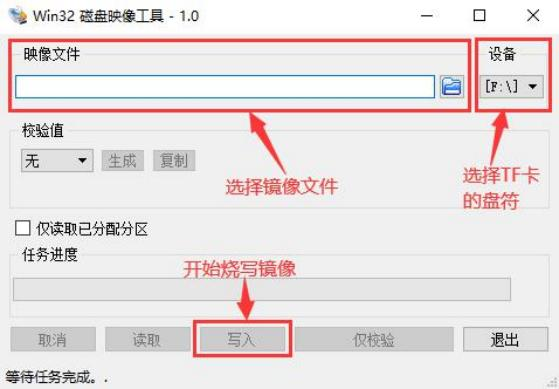 Win32 磁盘映像工具 - 1.0
映像文件
设备
[F:\]
校验值
无
生成
复制
选择镜像文件
选择TF卡
的盘符
仅读取已分配分区
任务进度
开始烧写镜像
取消
读取
写入
仅校验
退出
等待任务完成。.